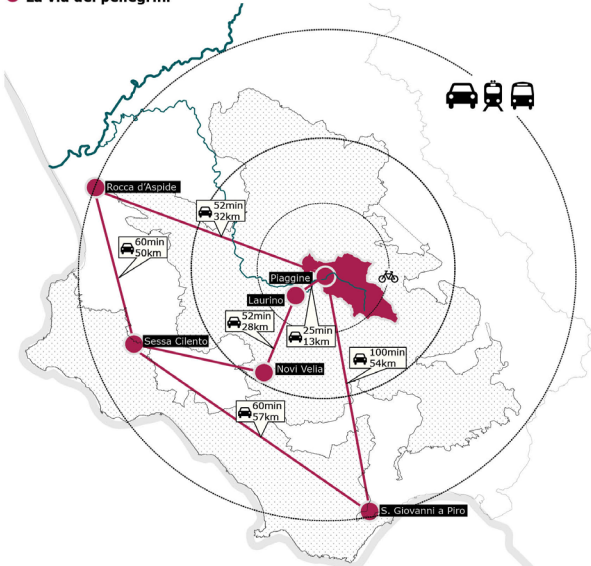 La via dei pellegrini
Rocca d'Aspide
52min
32km
60min
50km
Piaggine
Laurino
52min
28km
25min
13km
Sessa Cilento
100min
54km
Novi Velia
60min
57km
S. Giovanni a Piro